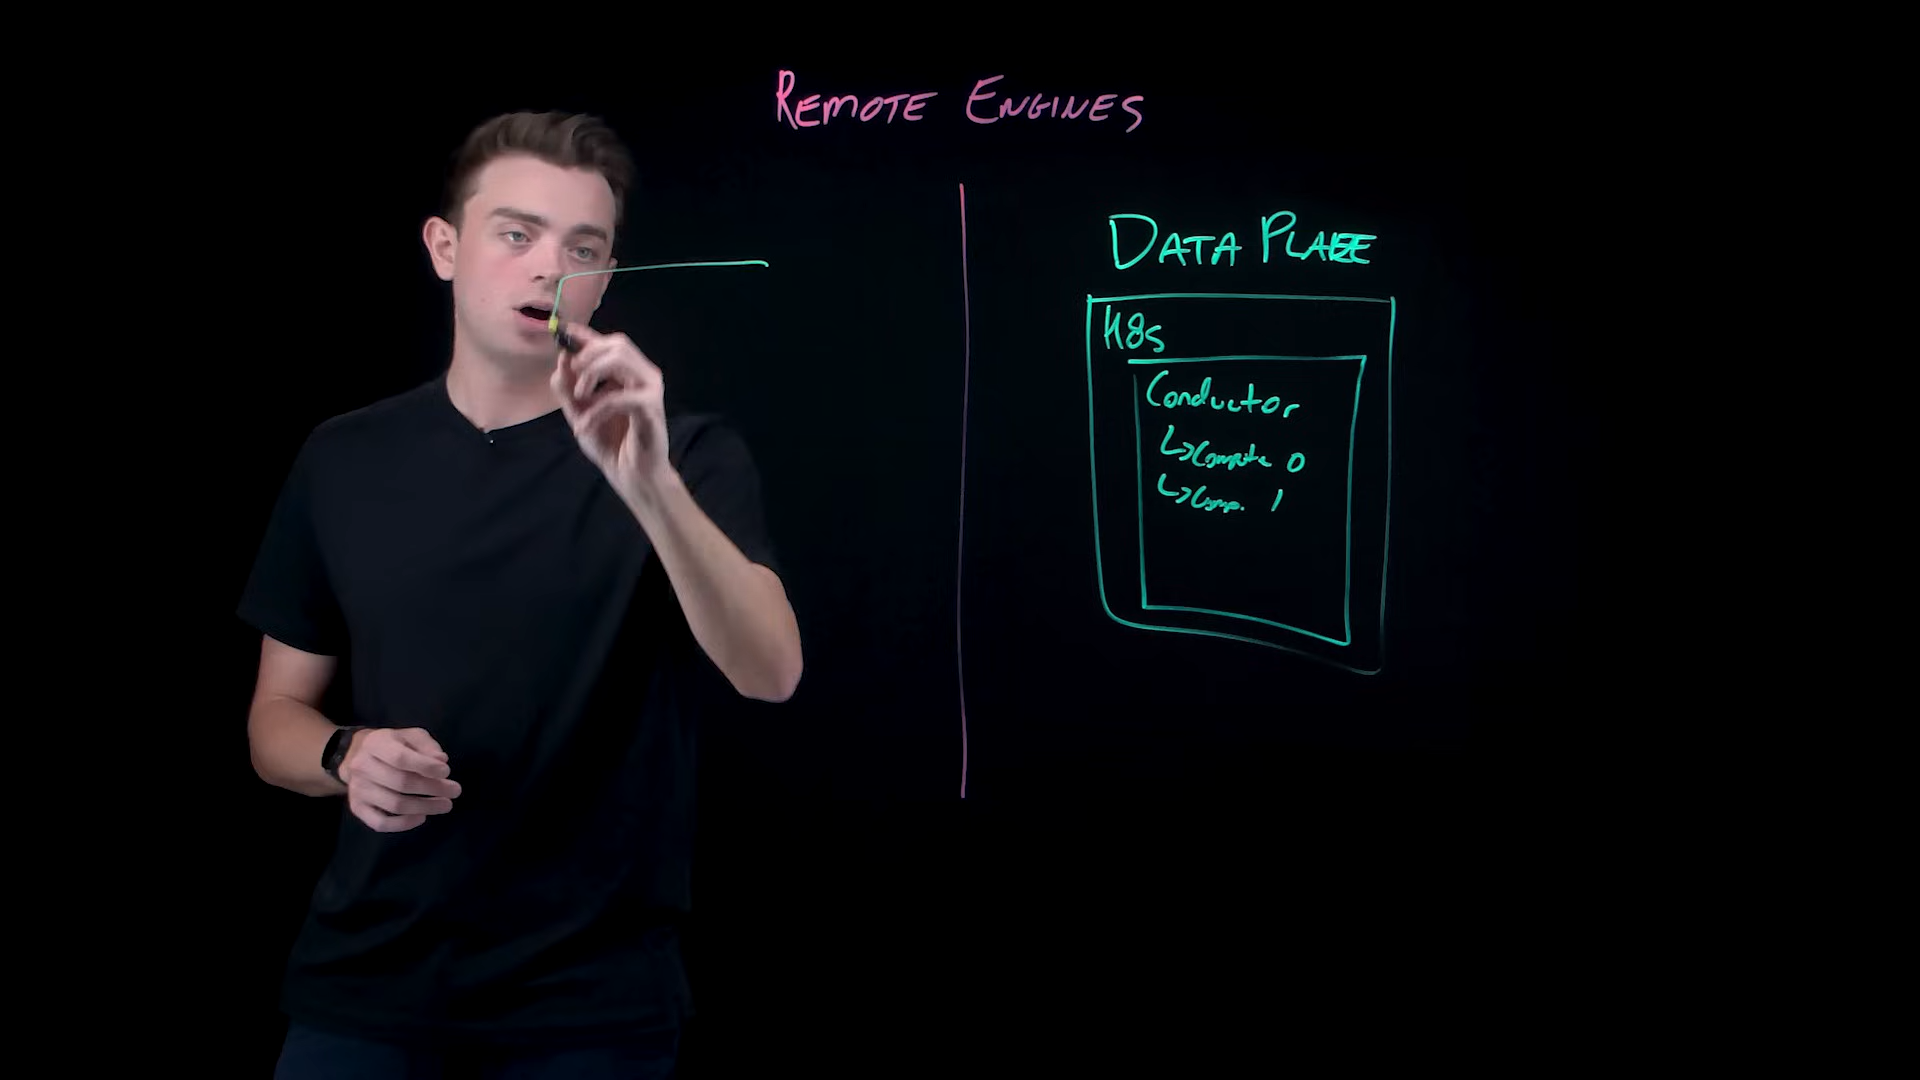 REMOTE ENGINES
DATA PLANE
K8s
Conductor
↳Compute 0
↳Comp. 1